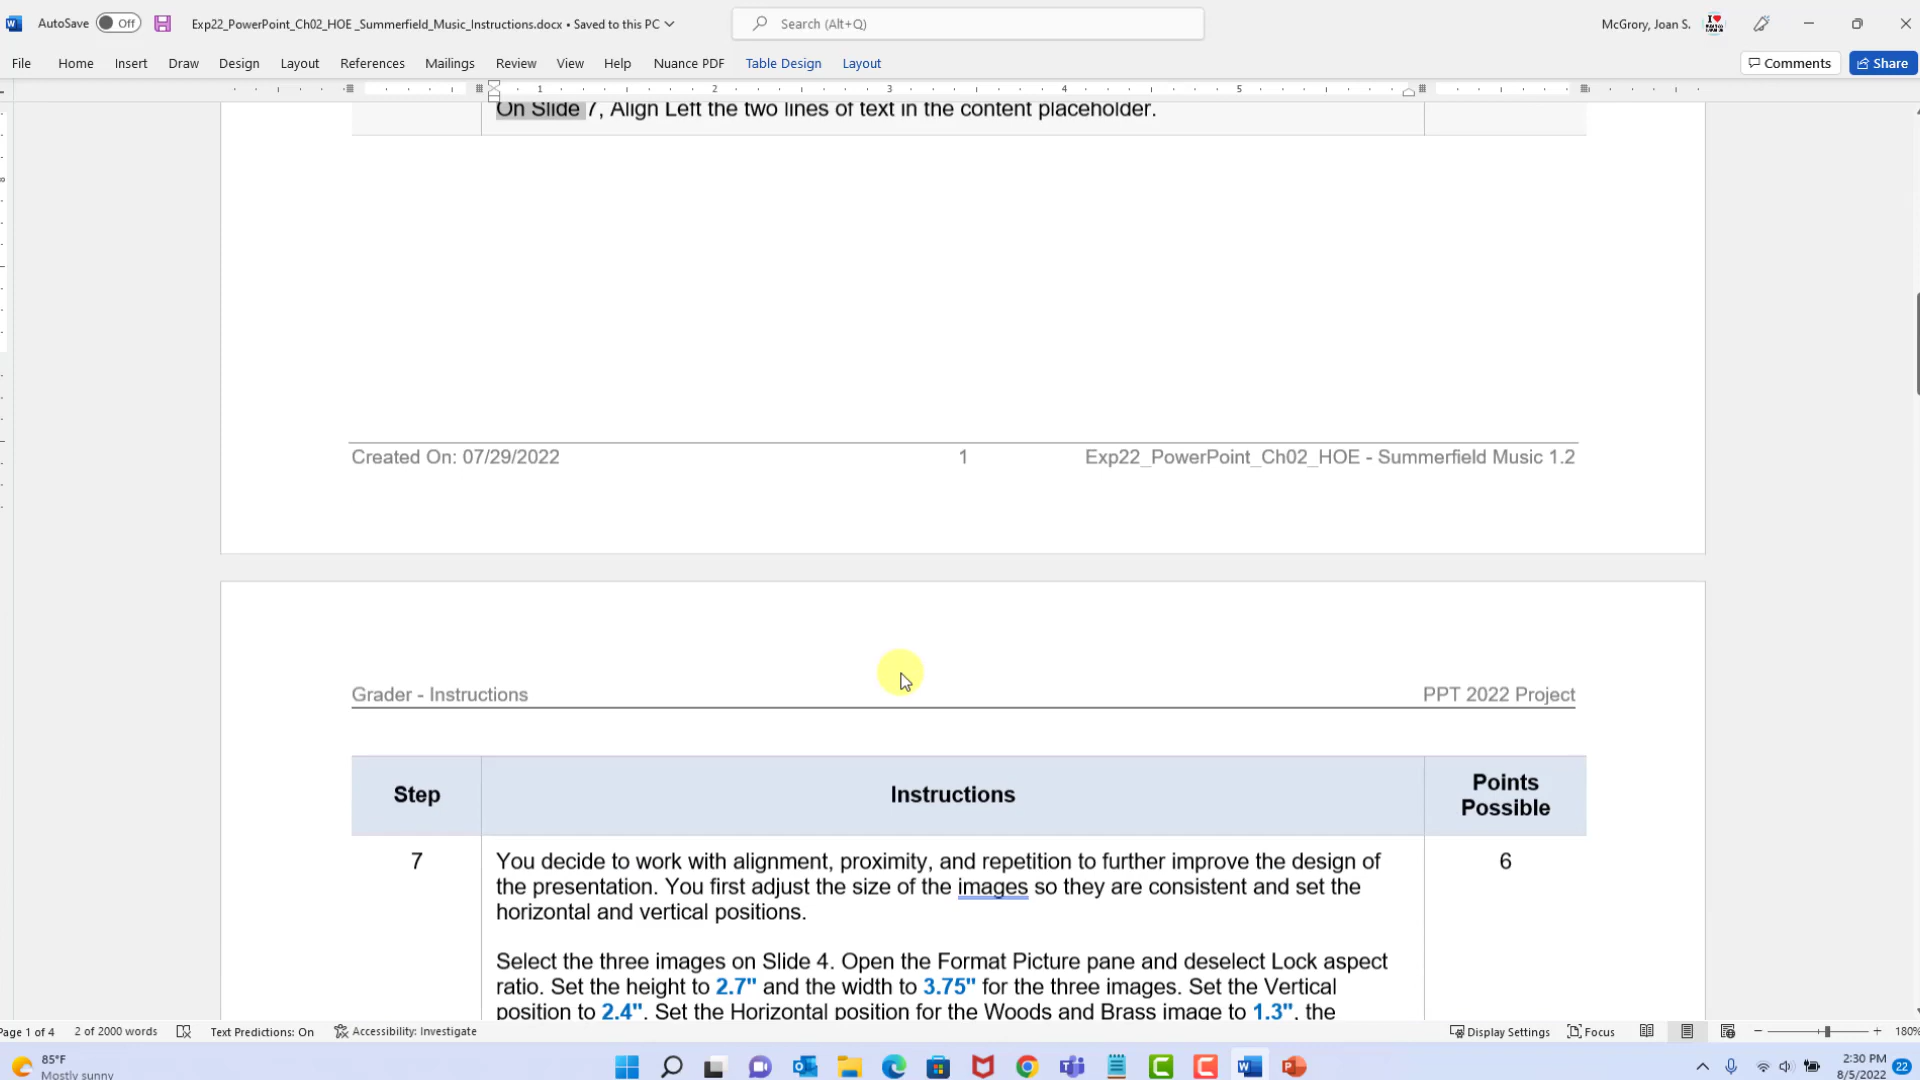 AutoSave Off Exp22_PowerPoint_Ch02_HOE _Summerfield_Music_Instructions.docx • Saved to this PC Search (Alt+Q) McGrory, Joan S.
File Home Insert Draw Design Layout References Mailings Review View Help Nuance PDF Table Design Layout Comments Share
1 2 3 4 5
On Slide 7, Align Left the two lines of text in the content placeholder.
Created On: 07/29/2022 1 Exp22_PowerPoint_Ch02_HOE - Summerfield Music 1.2
Grader - Instructions PPT 2022 Project
Step Instructions Points Possible
7 You decide to work with alignment, proximity, and repetition to further improve the design of 6
the presentation. You first adjust the size of the images so they are consistent and set the
horizontal and vertical positions.
Select the three images on Slide 4. Open the Format Picture pane and deselect Lock aspect
ratio. Set the height to 2.7" and the width to 3.75" for the three images. Set the Vertical
position to 2.4". Set the Horizontal position for the Woods and Brass image to 1.3", the
Page 1 of 4 2 of 2000 words Text Predictions: On Accessibility: Investigate Display Settings Focus 180%
85°F
Mostly sunny
2:30 PM
8/5/2022 22